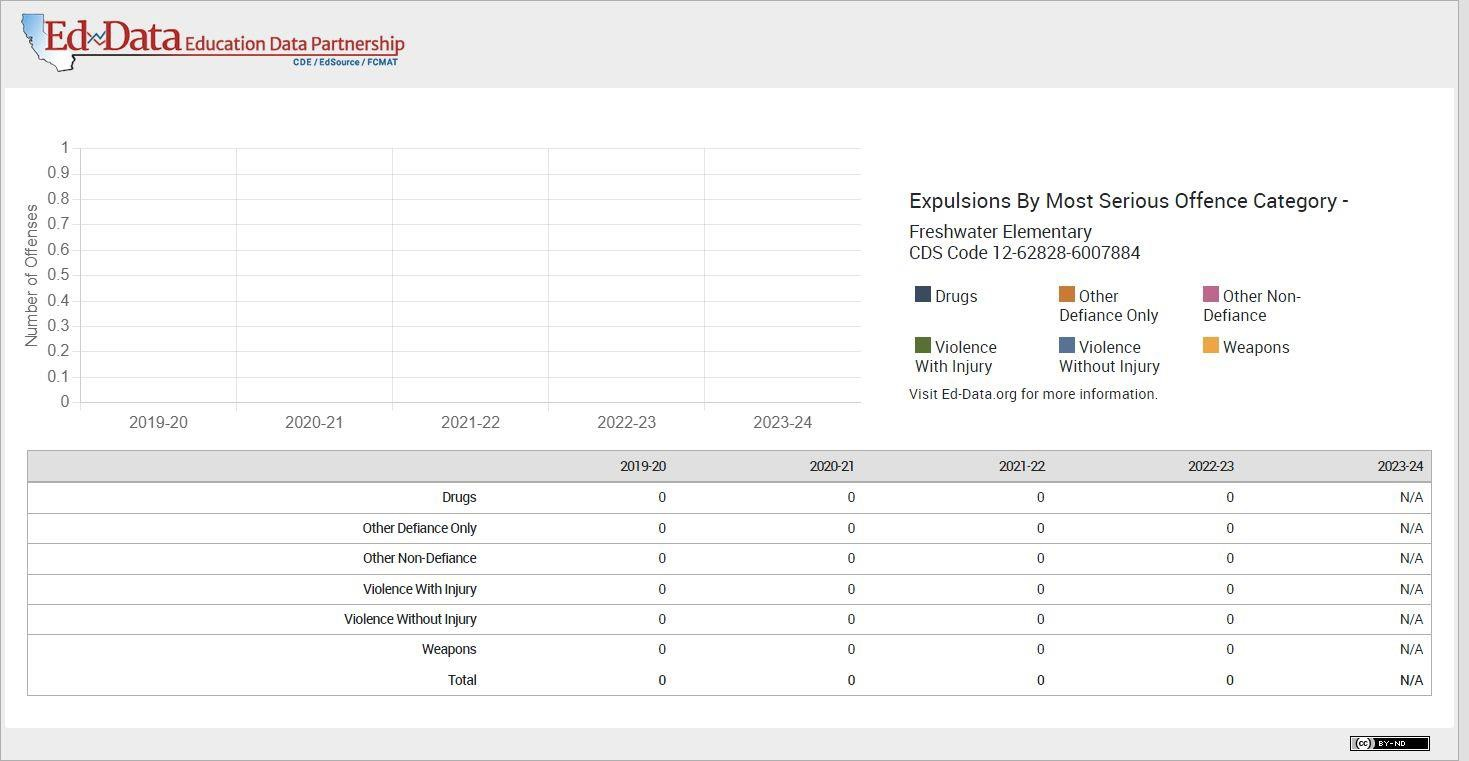 Ed Data Education Data Partnership
CDE / EdSource / FCMAT
Number of Offenses
1
0.9
0.8
0.7
0.6
0.5
0.4
0.3
0.2
0.1
0
2019-20 2020-21 2021-22 2022-23 2023-24
Expulsions By Most Serious Offence Category -
Freshwater Elementary
CDS Code 12-62828-6007884
Drugs
Other
Defiance Only
Other Non-
Defiance
Violence
With Injury
Violence
Without Injury
Weapons
Visit Ed-Data.org for more information.
2019-20 2020-21 2021-22 2022-23 2023-24
Drugs 0 0 0 0 N/A
Other Defiance Only 0 0 0 0 N/A
Other Non-Defiance 0 0 0 0 N/A
Violence With Injury 0 0 0 0 N/A
Violence Without Injury 0 0 0 0 N/A
Weapons 0 0 0 0 N/A
Total 0 0 0 0 N/A
cc BY-ND